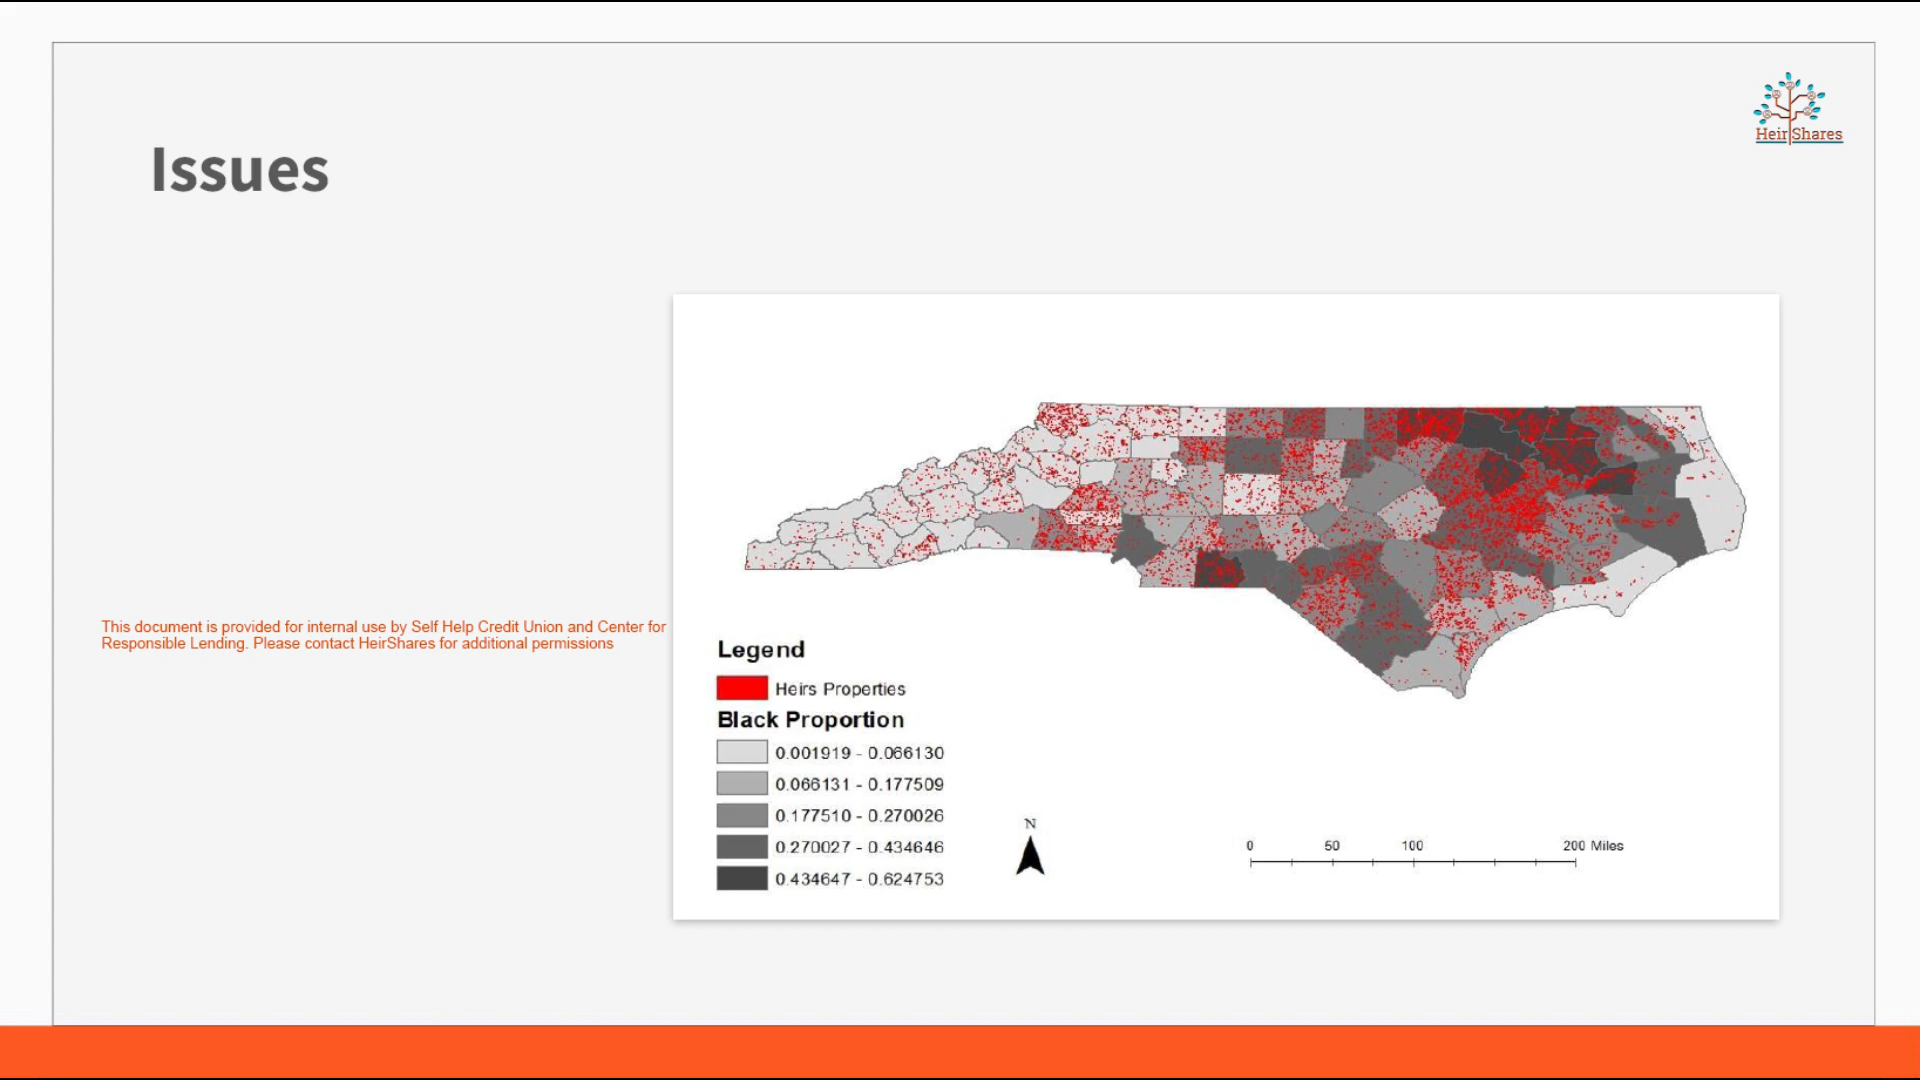 Heir Shares
Issues
This document is provided for internal use by Self Help Credit Union and Center for
Responsible Lending. Please contact HeirShares for additional permissions
Legend
Heirs Properties
Black Proportion
0.001919 - 0.066130
0.066131 - 0.177509
0.177510 - 0.270026
0.270027 - 0.434646
0.434647 - 0.624753
N
0 50 100 200 Miles